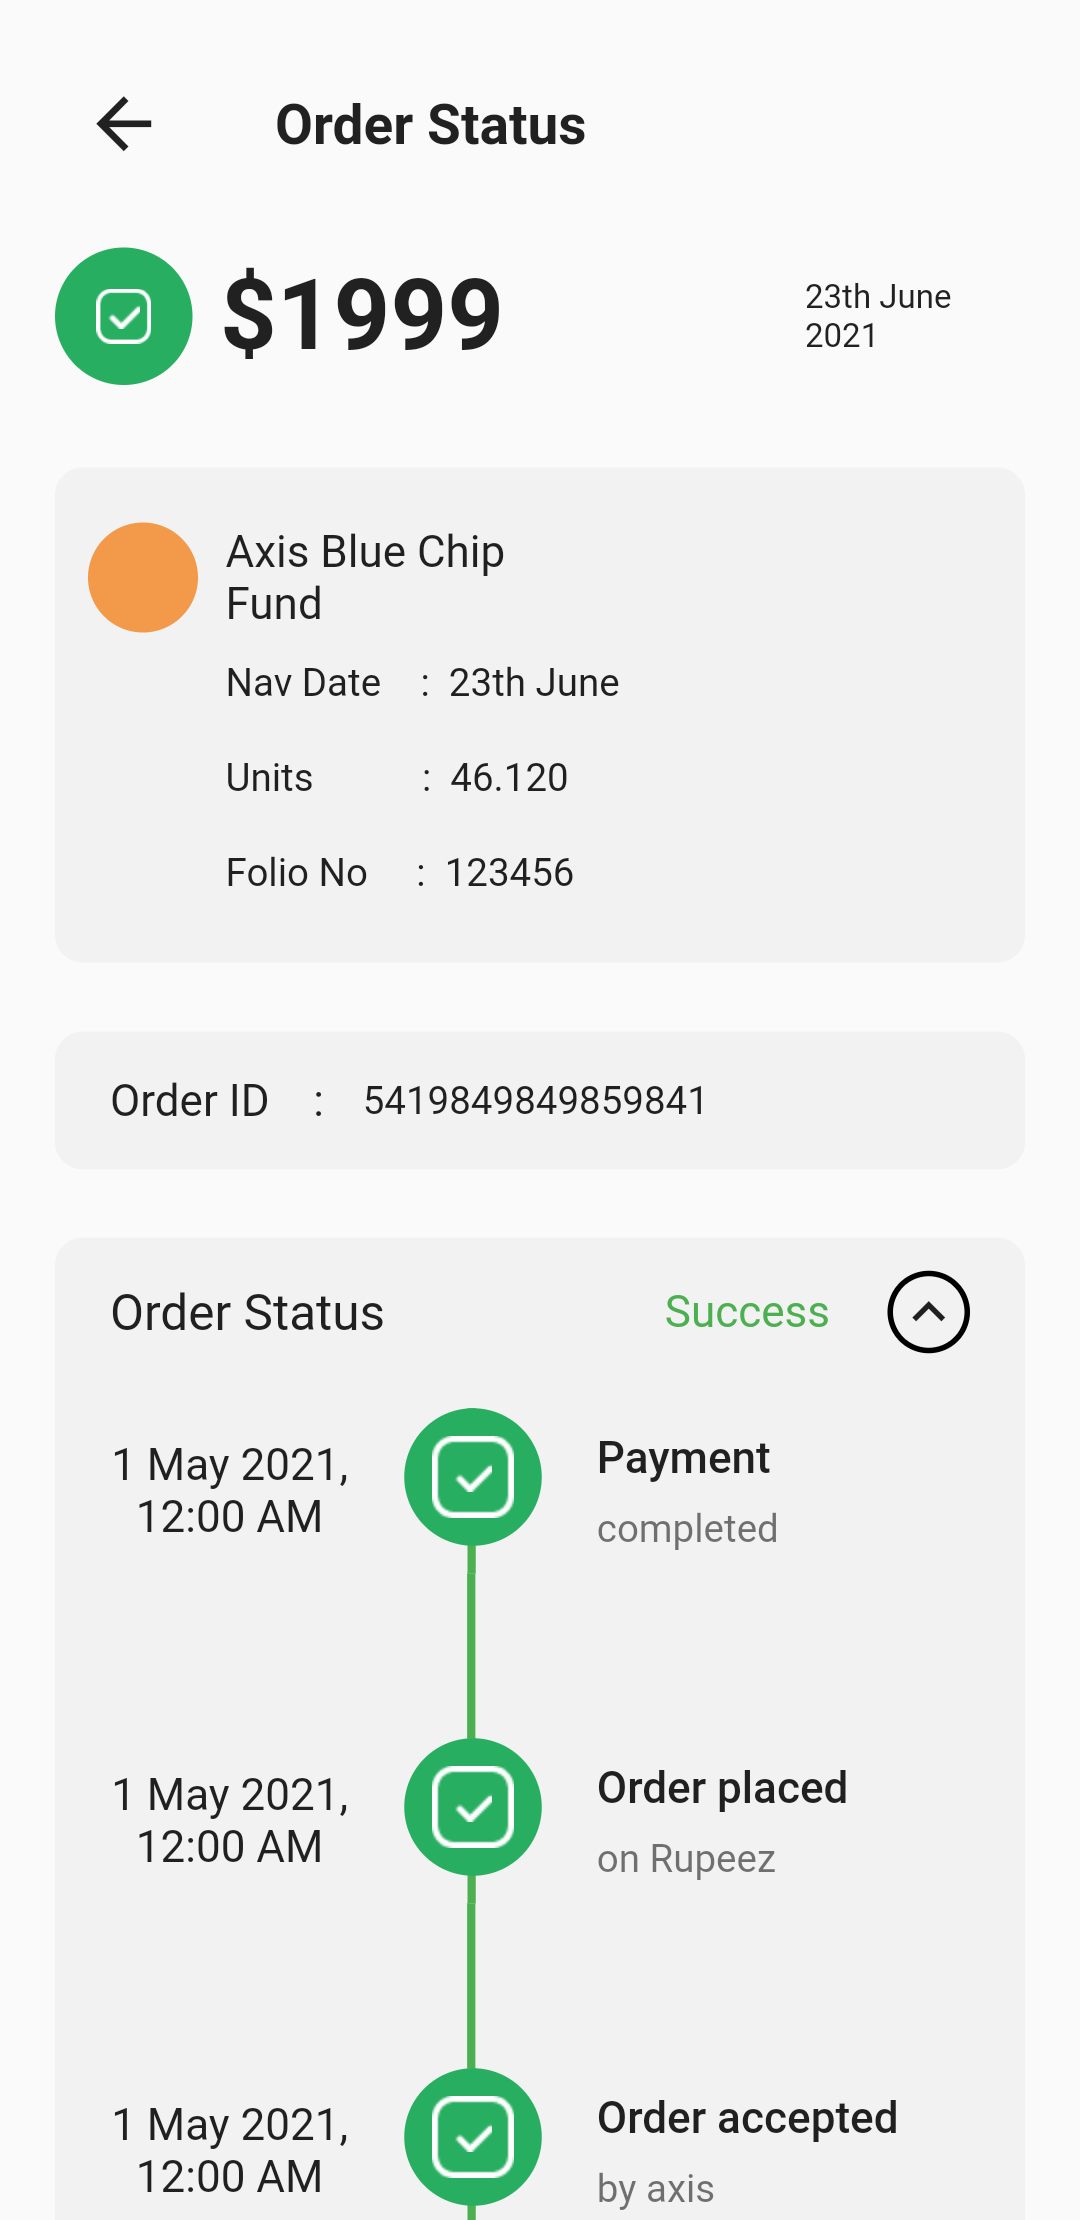 Order Status
$1999
23th June
2021
Axis Blue Chip
Fund
Nav Date : 23th June
Units : 46.120
Folio No : 123456
Order ID : 5419849849859841
Order Status Success
1 May 2021,
12:00 AM
Payment
completed
1 May 2021,
12:00 AM
Order placed
on Rupeez
1 May 2021,
12:00 AM
Order accepted
by axis